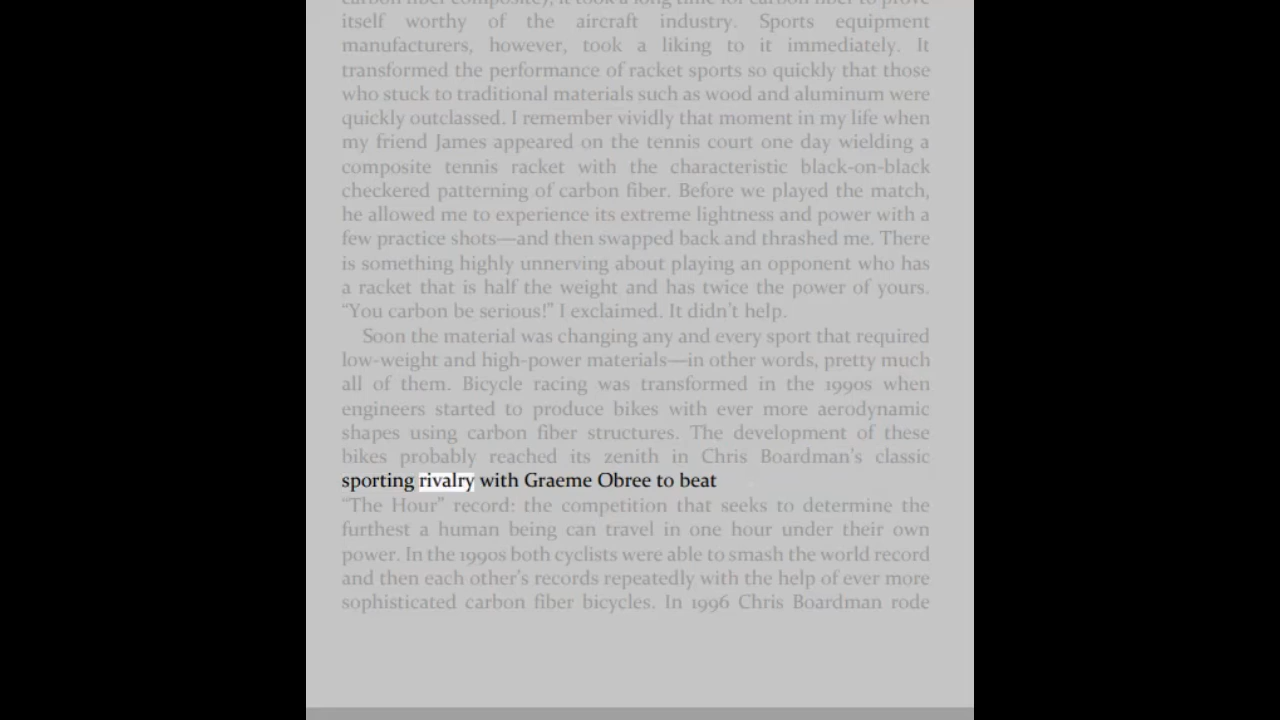 carbon fiber composite), it took a long time for carbon fiber to prove
itself worthy of the aircraft industry. Sports equipment
manufacturers, however, took a liking to it immediately. It
transformed the performance of racket sports so quickly that those
who stuck to traditional materials such as wood and aluminum were
quickly outclassed. I remember vividly that moment in my life when
my friend James appeared on the tennis court one day wielding a
composite tennis racket with the characteristic black-on-black
checkered patterning of carbon fiber. Before we played the match,
he allowed me to experience its extreme lightness and power with a
few practice shots—and then swapped back and thrashed me. There
is something highly unnerving about playing an opponent who has
a racket that is half the weight and has twice the power of yours.
“You carbon be serious!” I exclaimed. It didn’t help.
Soon the material was changing any and every sport that required
low-weight and high-power materials—in other words, pretty much
all of them. Bicycle racing was transformed in the 1990s when
engineers started to produce bikes with ever more aerodynamic
shapes using carbon fiber structures. The development of these
bikes probably reached its zenith in Chris Boardman’s classic
sporting rivalry with Graeme Obree to beat
“The Hour” record: the competition that seeks to determine the
furthest a human being can travel in one hour under their own
power. In the 1990s both cyclists were able to smash the world record
and then each other’s records repeatedly with the help of ever more
sophisticated carbon fiber bicycles. In 1996 Chris Boardman rode